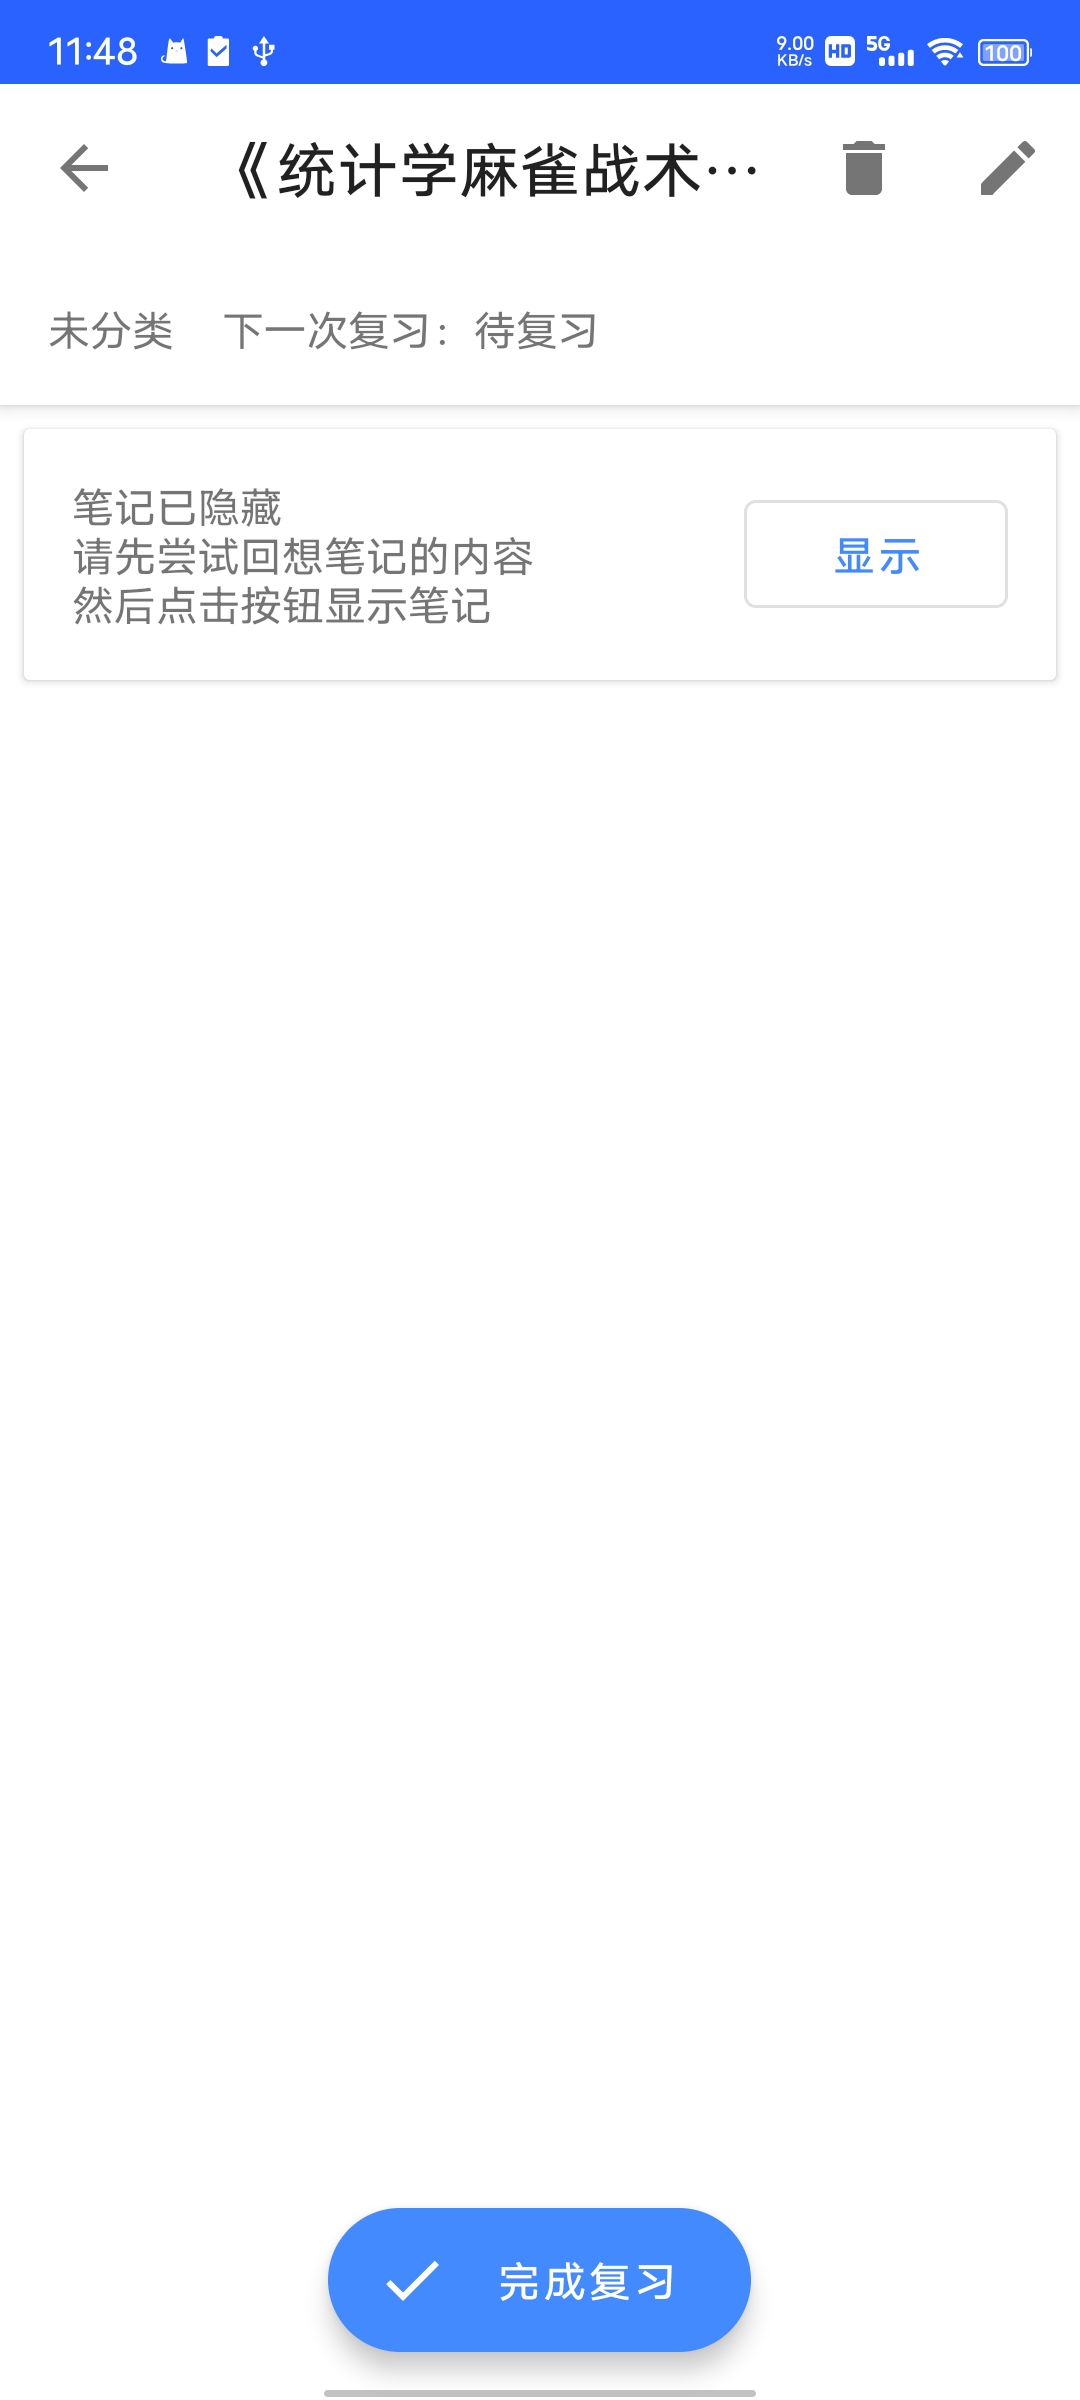 11:48
9.00 KB/s HD 5G 100
《统计学麻雀战术…
未分类 下一次复习：待复习
笔记已隐藏
请先尝试回想笔记的内容
然后点击按钮显示笔记
显示
完成复习